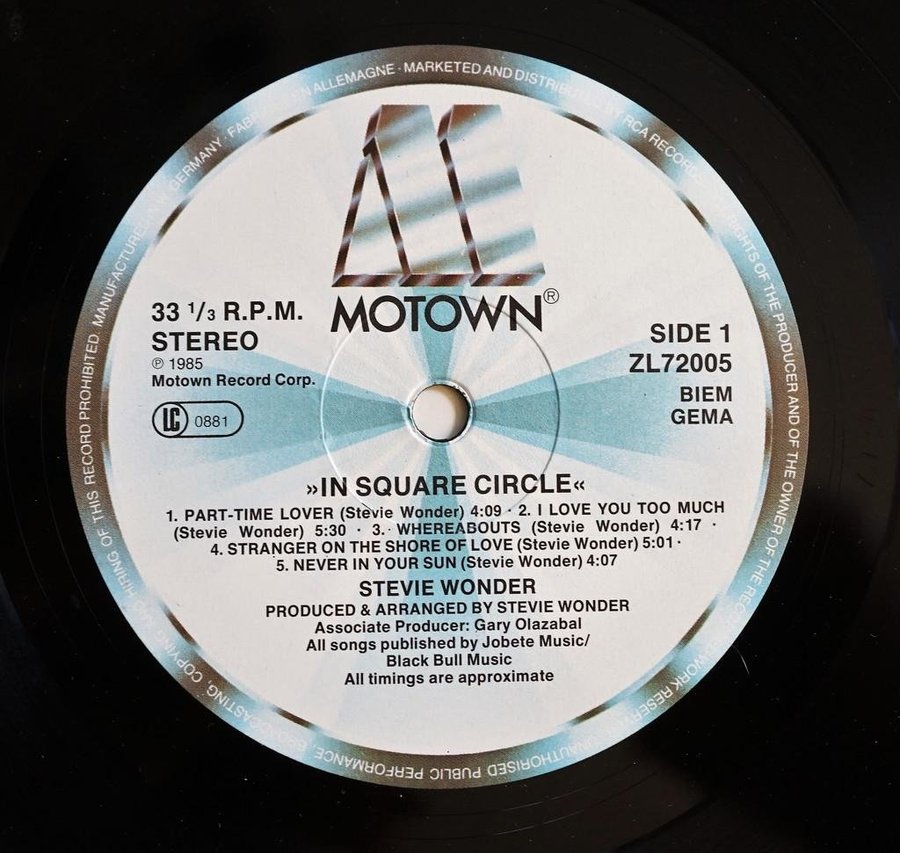 MOTOWN®
33 1/3 R.P.M.
STEREO
℗ 1985
Motown Record Corp.
LC 0881
SIDE 1
ZL72005
BIEM
GEMA
»IN SQUARE CIRCLE«
1. PART-TIME LOVER (Stevie Wonder) 4:09 · 2. I LOVE YOU TOO MUCH
(Stevie Wonder) 5:30 · 3. WHEREABOUTS (Stevie Wonder) 4:17 ·
4. STRANGER ON THE SHORE OF LOVE (Stevie Wonder) 5:01 ·
5. NEVER IN YOUR SUN (Stevie Wonder) 4:07
STEVIE WONDER
PRODUCED & ARRANGED BY STEVIE WONDER
Associate Producer: Gary Olazabal
All songs published by Jobete Music/
Black Bull Music
All timings are approximate
GERMANY · ALLEMAGNE · MARKETED AND RCA RIGHTS OF THE PRODUCER AND OF THE OWNER OF THE UNAUTHORISED PUBLIC PERFORMANCE, BROADCASTING, COPYING HIRING OF THIS RECORD PROHIBITED. MANUFACTURED